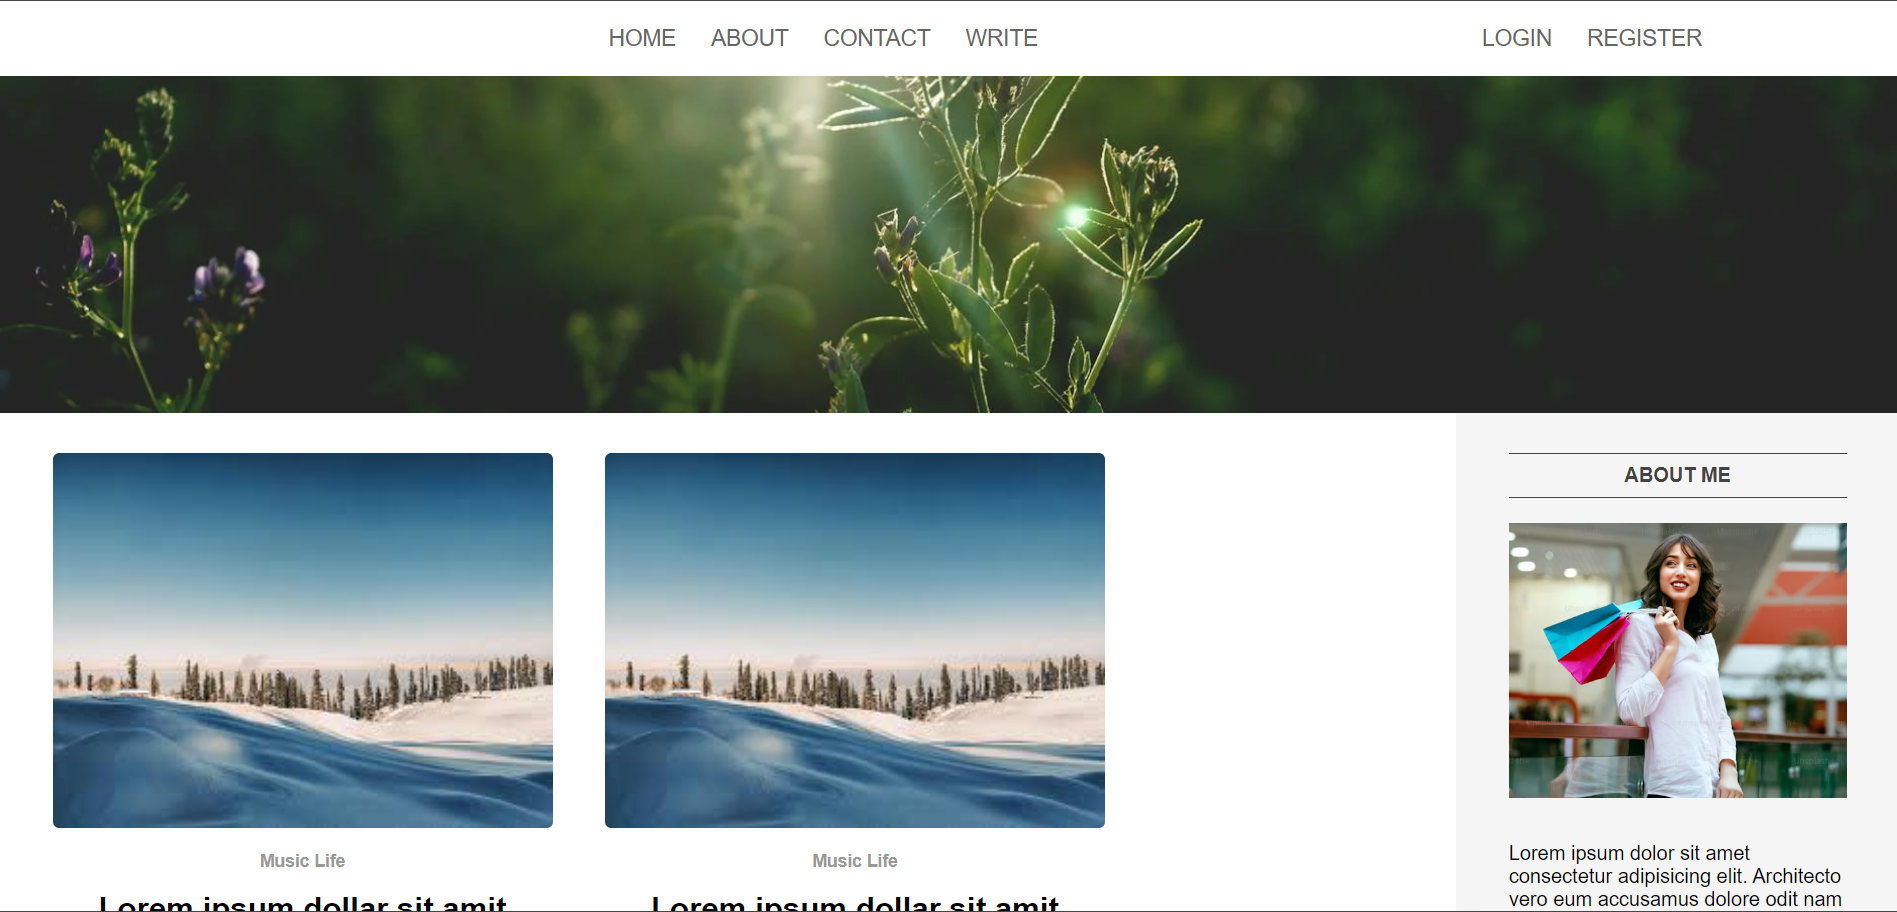 HOME ABOUT CONTACT WRITE LOGIN REGISTER
ABOUT ME
Music Life
Lorem ipsum dollar sit amit
Music Life
Lorem ipsum dollar sit amit
Lorem ipsum dolor sit amet
consectetur adipisicing elit. Architecto
vero eum accusamus dolore odit nam